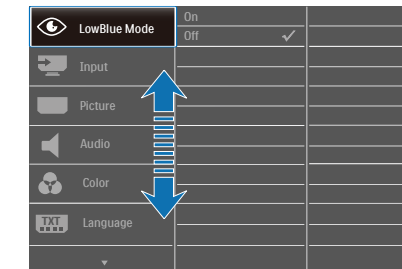 LowBlue Mode
On
Off
Input
Picture
Audio
Color
TXT
Language